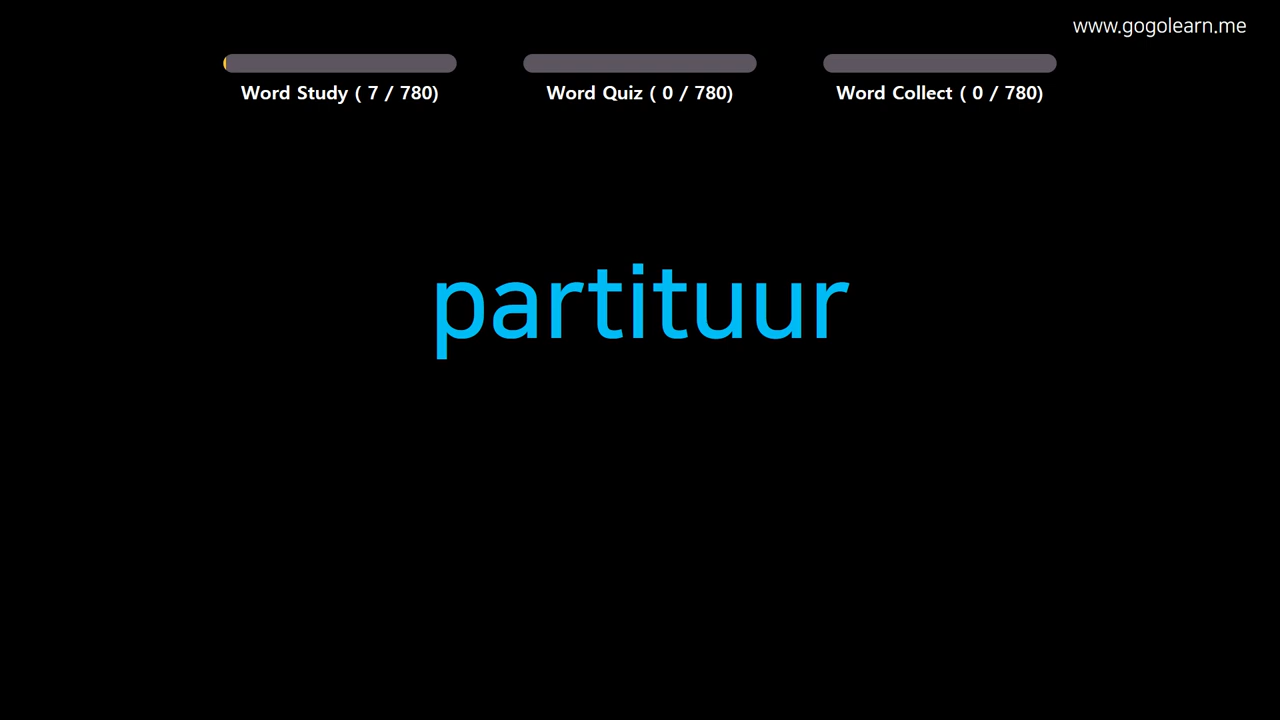 www.gogolearn.me
Word Study ( 7 / 780)
Word Quiz ( 0 / 780)
Word Collect ( 0 / 780)
partituur